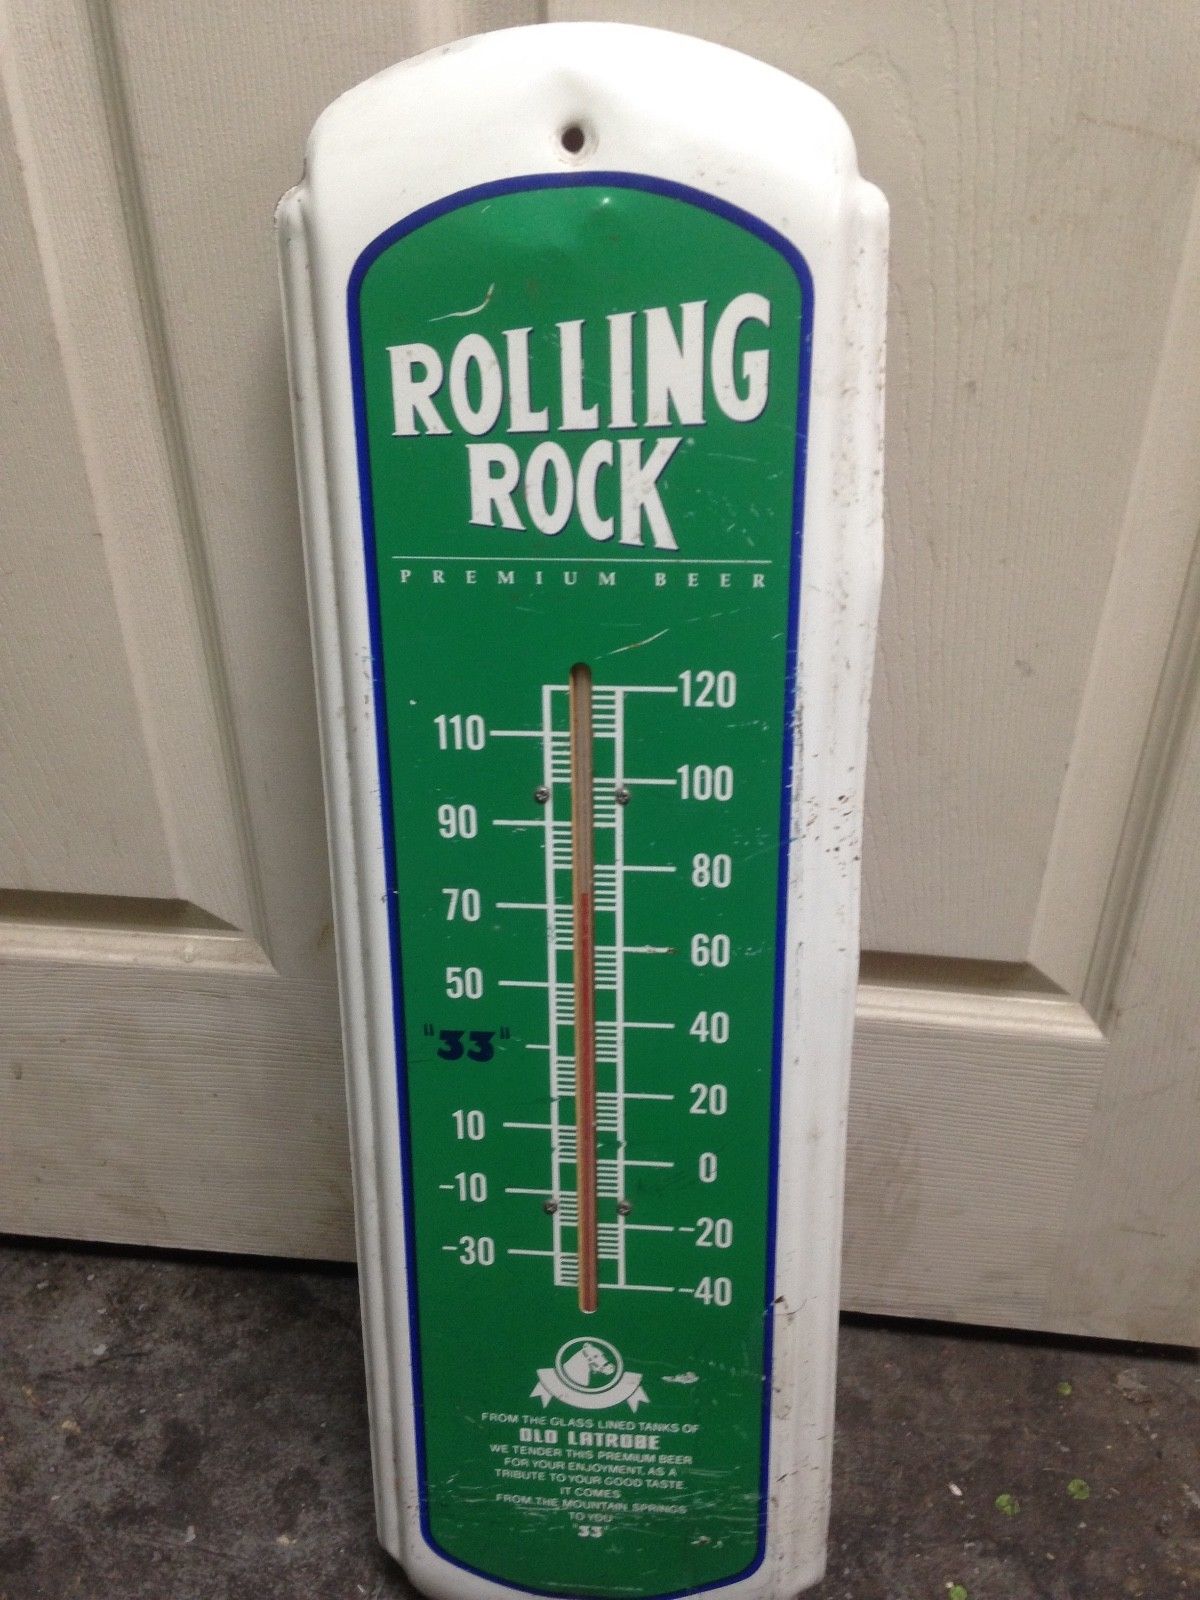 ROLLING
ROCK
PREMIUM BEER
120
110
100
90
80
70
60
50
40
"33"
20
10
0
-10
-20
-30
-40
FROM THE GLASS LINED TANKS OF
OLD LATROBE
WE TENDER THIS PREMIUM BEER
FOR YOUR ENJOYMENT, AS A
TRIBUTE TO YOUR GOOD TASTE.
IT COMES
FROM THE MOUNTAIN SPRINGS
TO YOU
"33"